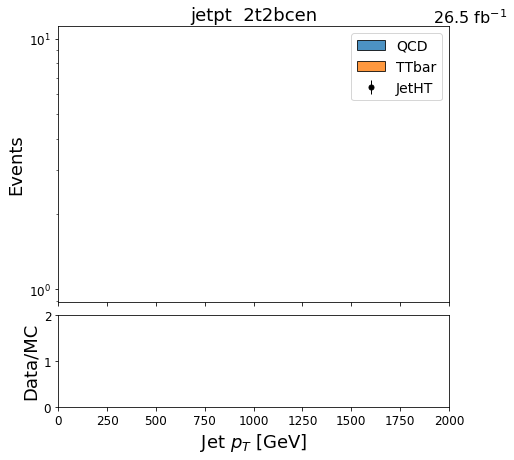 jetpt 2t2bcen
26.5 fb⁻¹
10¹
10⁰
Events
QCD
TTbar
JetHT
2
1
0
Data/MC
0 250 500 750 1000 1250 1500 1750 2000
Jet p_T [GeV]